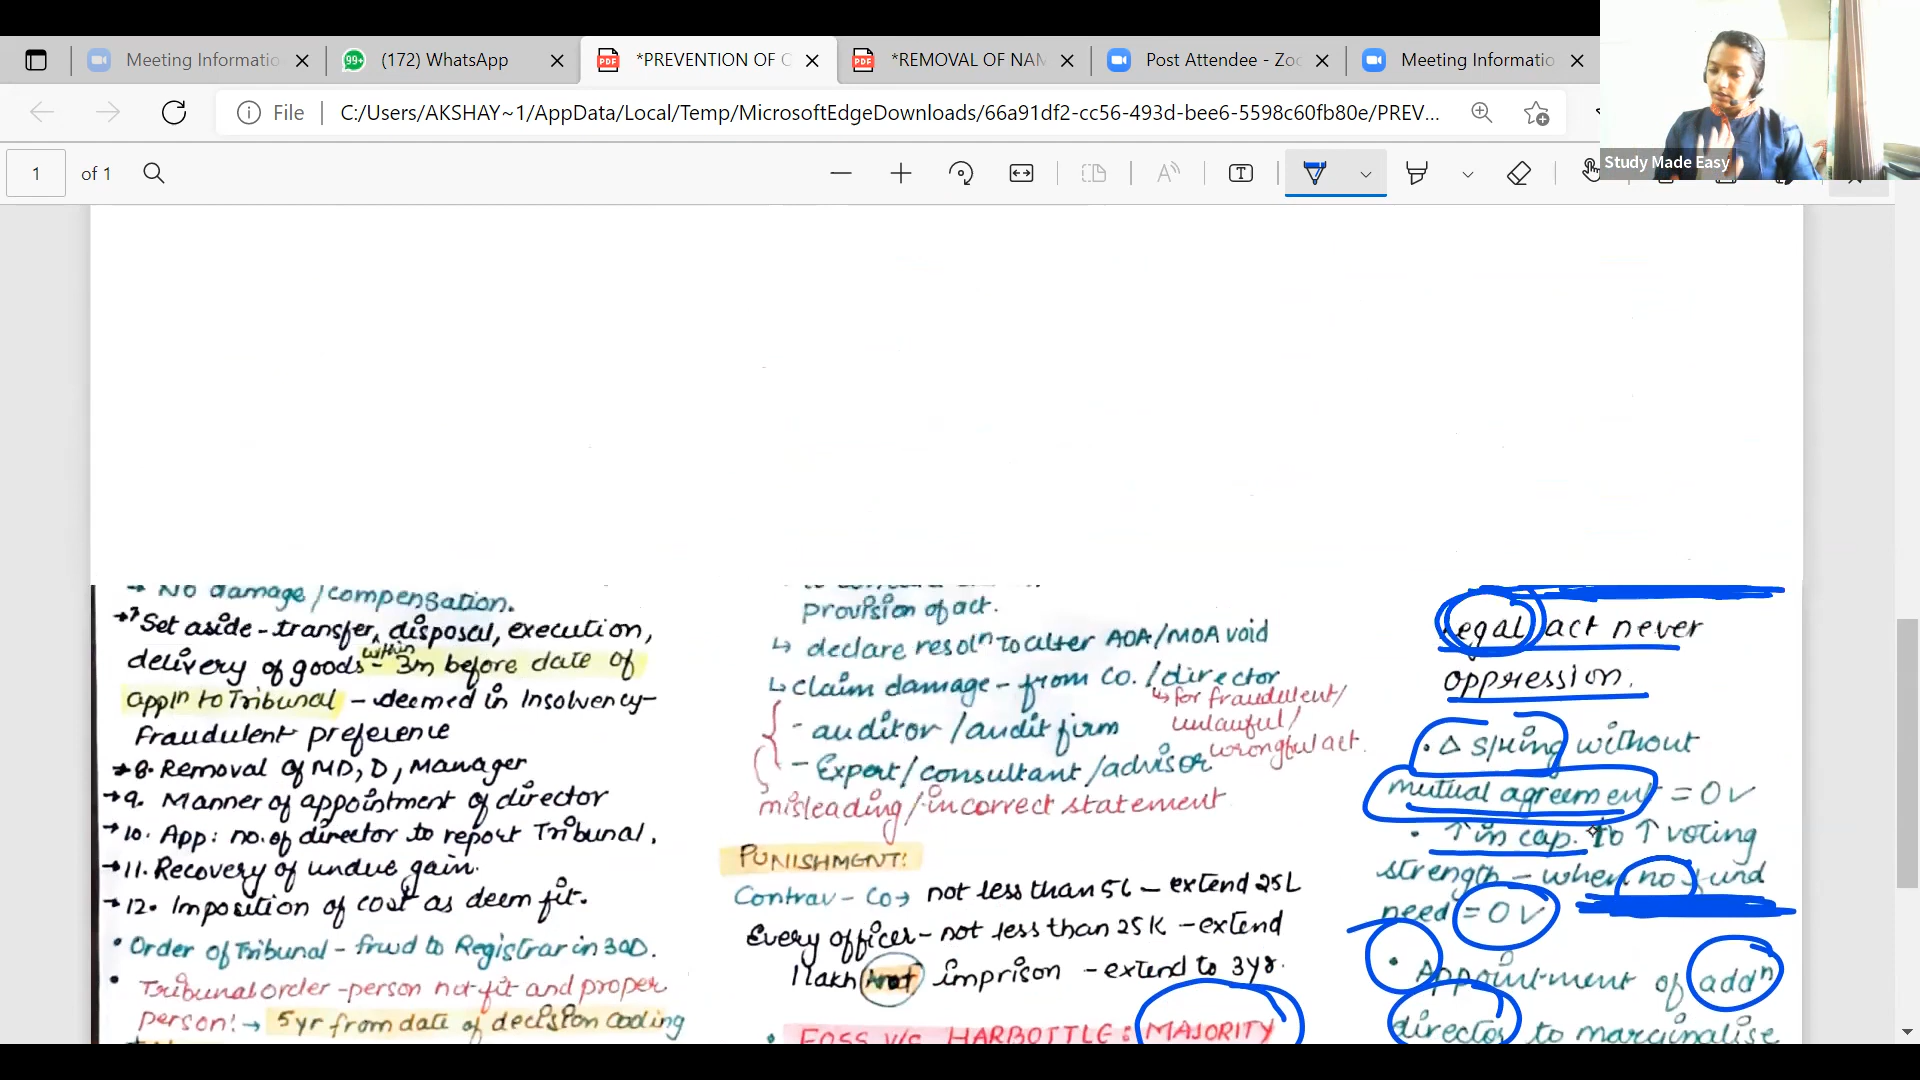 Meeting Informatio
(172) WhatsApp
*PREVENTION OF O
*REMOVAL OF NAM
Post Attendee - Zoo
Meeting Informatio
File
C:/Users/AKSHAY~1/AppData/Local/Temp/MicrosoftEdgeDownloads/66a91df2-cc56-493d-bee6-5598c60fb80e/PREV...
1 of 1
Study Made Easy
→ No damage/compensation.
→7 Set aside - transfer, disposal, execution,
delivery of goods - within 3m before date of
appln to Tribunal - deemed in Insolvency-
Fraudulent preference
→8. Removal of MD, D, Manager
→9. Manner of appointment of director
→10. App: no. of director to report Tribunal.
→11. Recovery of undue gain.
→12. Imposition of cost as deem fit.
• Order of Tribunal - frwd to Registrar in 30D.
• Tribunal order - person not fit and proper
person! → 5yr from date of decision
provision of act.
↳ declare resolⁿ to alter AOA/MOA void
↳ claim damage - from Co./director
↳ for fraudulent/
unlawful/
wrongful act.
- auditor/audit firm
- Expert/consultant/advisor
misleading/incorrect statement
PUNISHMENT:
Contrav - Co → not less than 5L - extend 25L
Every officer - not less than 25K - extend
1 lakh imprison - extend to 3yr.
• FOSS V/s HARBOTTLE: MAJORITY
egal act never
oppression.
• Δ S/Hing without
mutual agreement = O ✓
• ↑ in cap. to ↑ voting
strength - when no fund
need = O ✓
• Appointment of addⁿ
director to marginalise